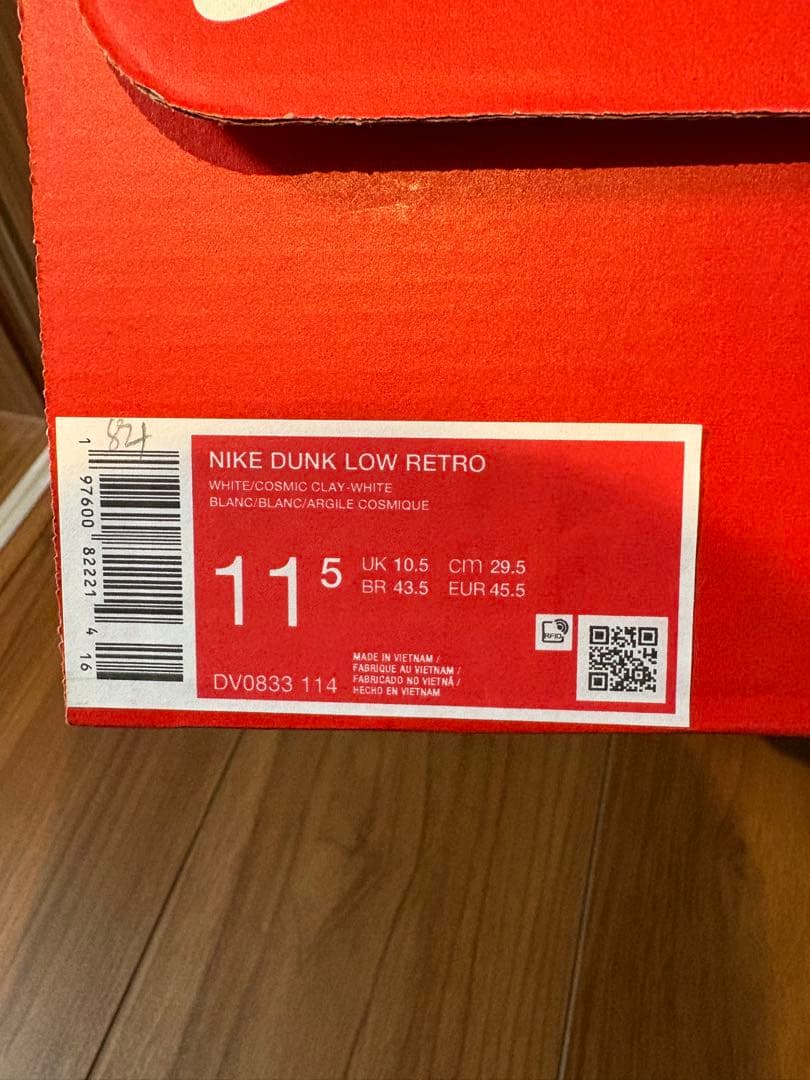 84
1 97600 82221 4 16
NIKE DUNK LOW RETRO
WHITE/COSMIC CLAY-WHITE
BLANC/BLANC/ARGILE COSMIQUE
11 5
UK 10.5 CM 29.5
BR 43.5 EUR 45.5
RFID
DV0833 114
MADE IN VIETNAM /
FABRIQUE AU VIETNAM /
FABRICADO NO VIETNÃ /
HECHO EN VIETNAM